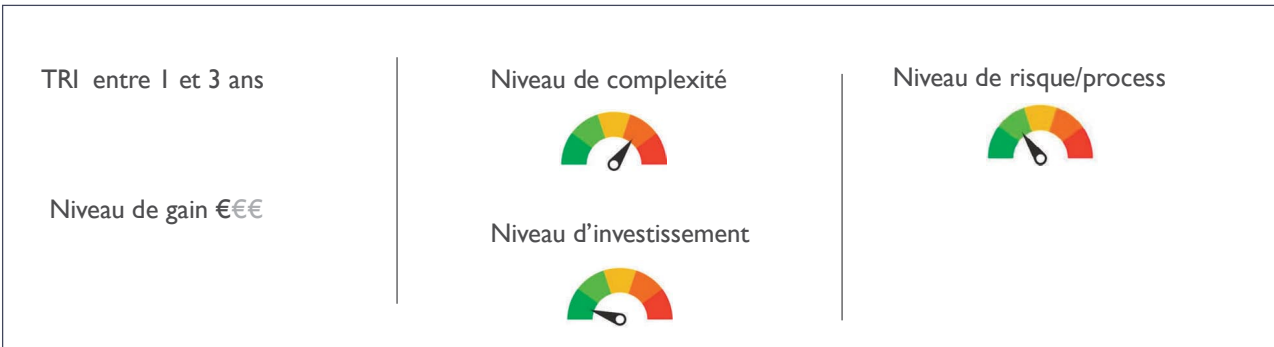 TRI entre 1 et 3 ans
Niveau de gain €€€
Niveau de complexité
Niveau d’investissement
Niveau de risque/process